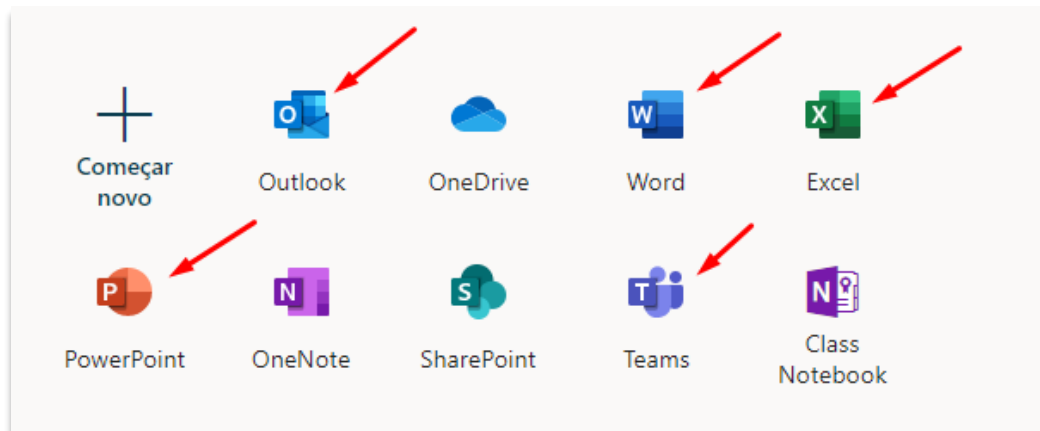 Começar
novo
O
Outlook
OneDrive
W
Word
X
Excel
P
PowerPoint
N
OneNote
S
SharePoint
T
Teams
N
Class
Notebook